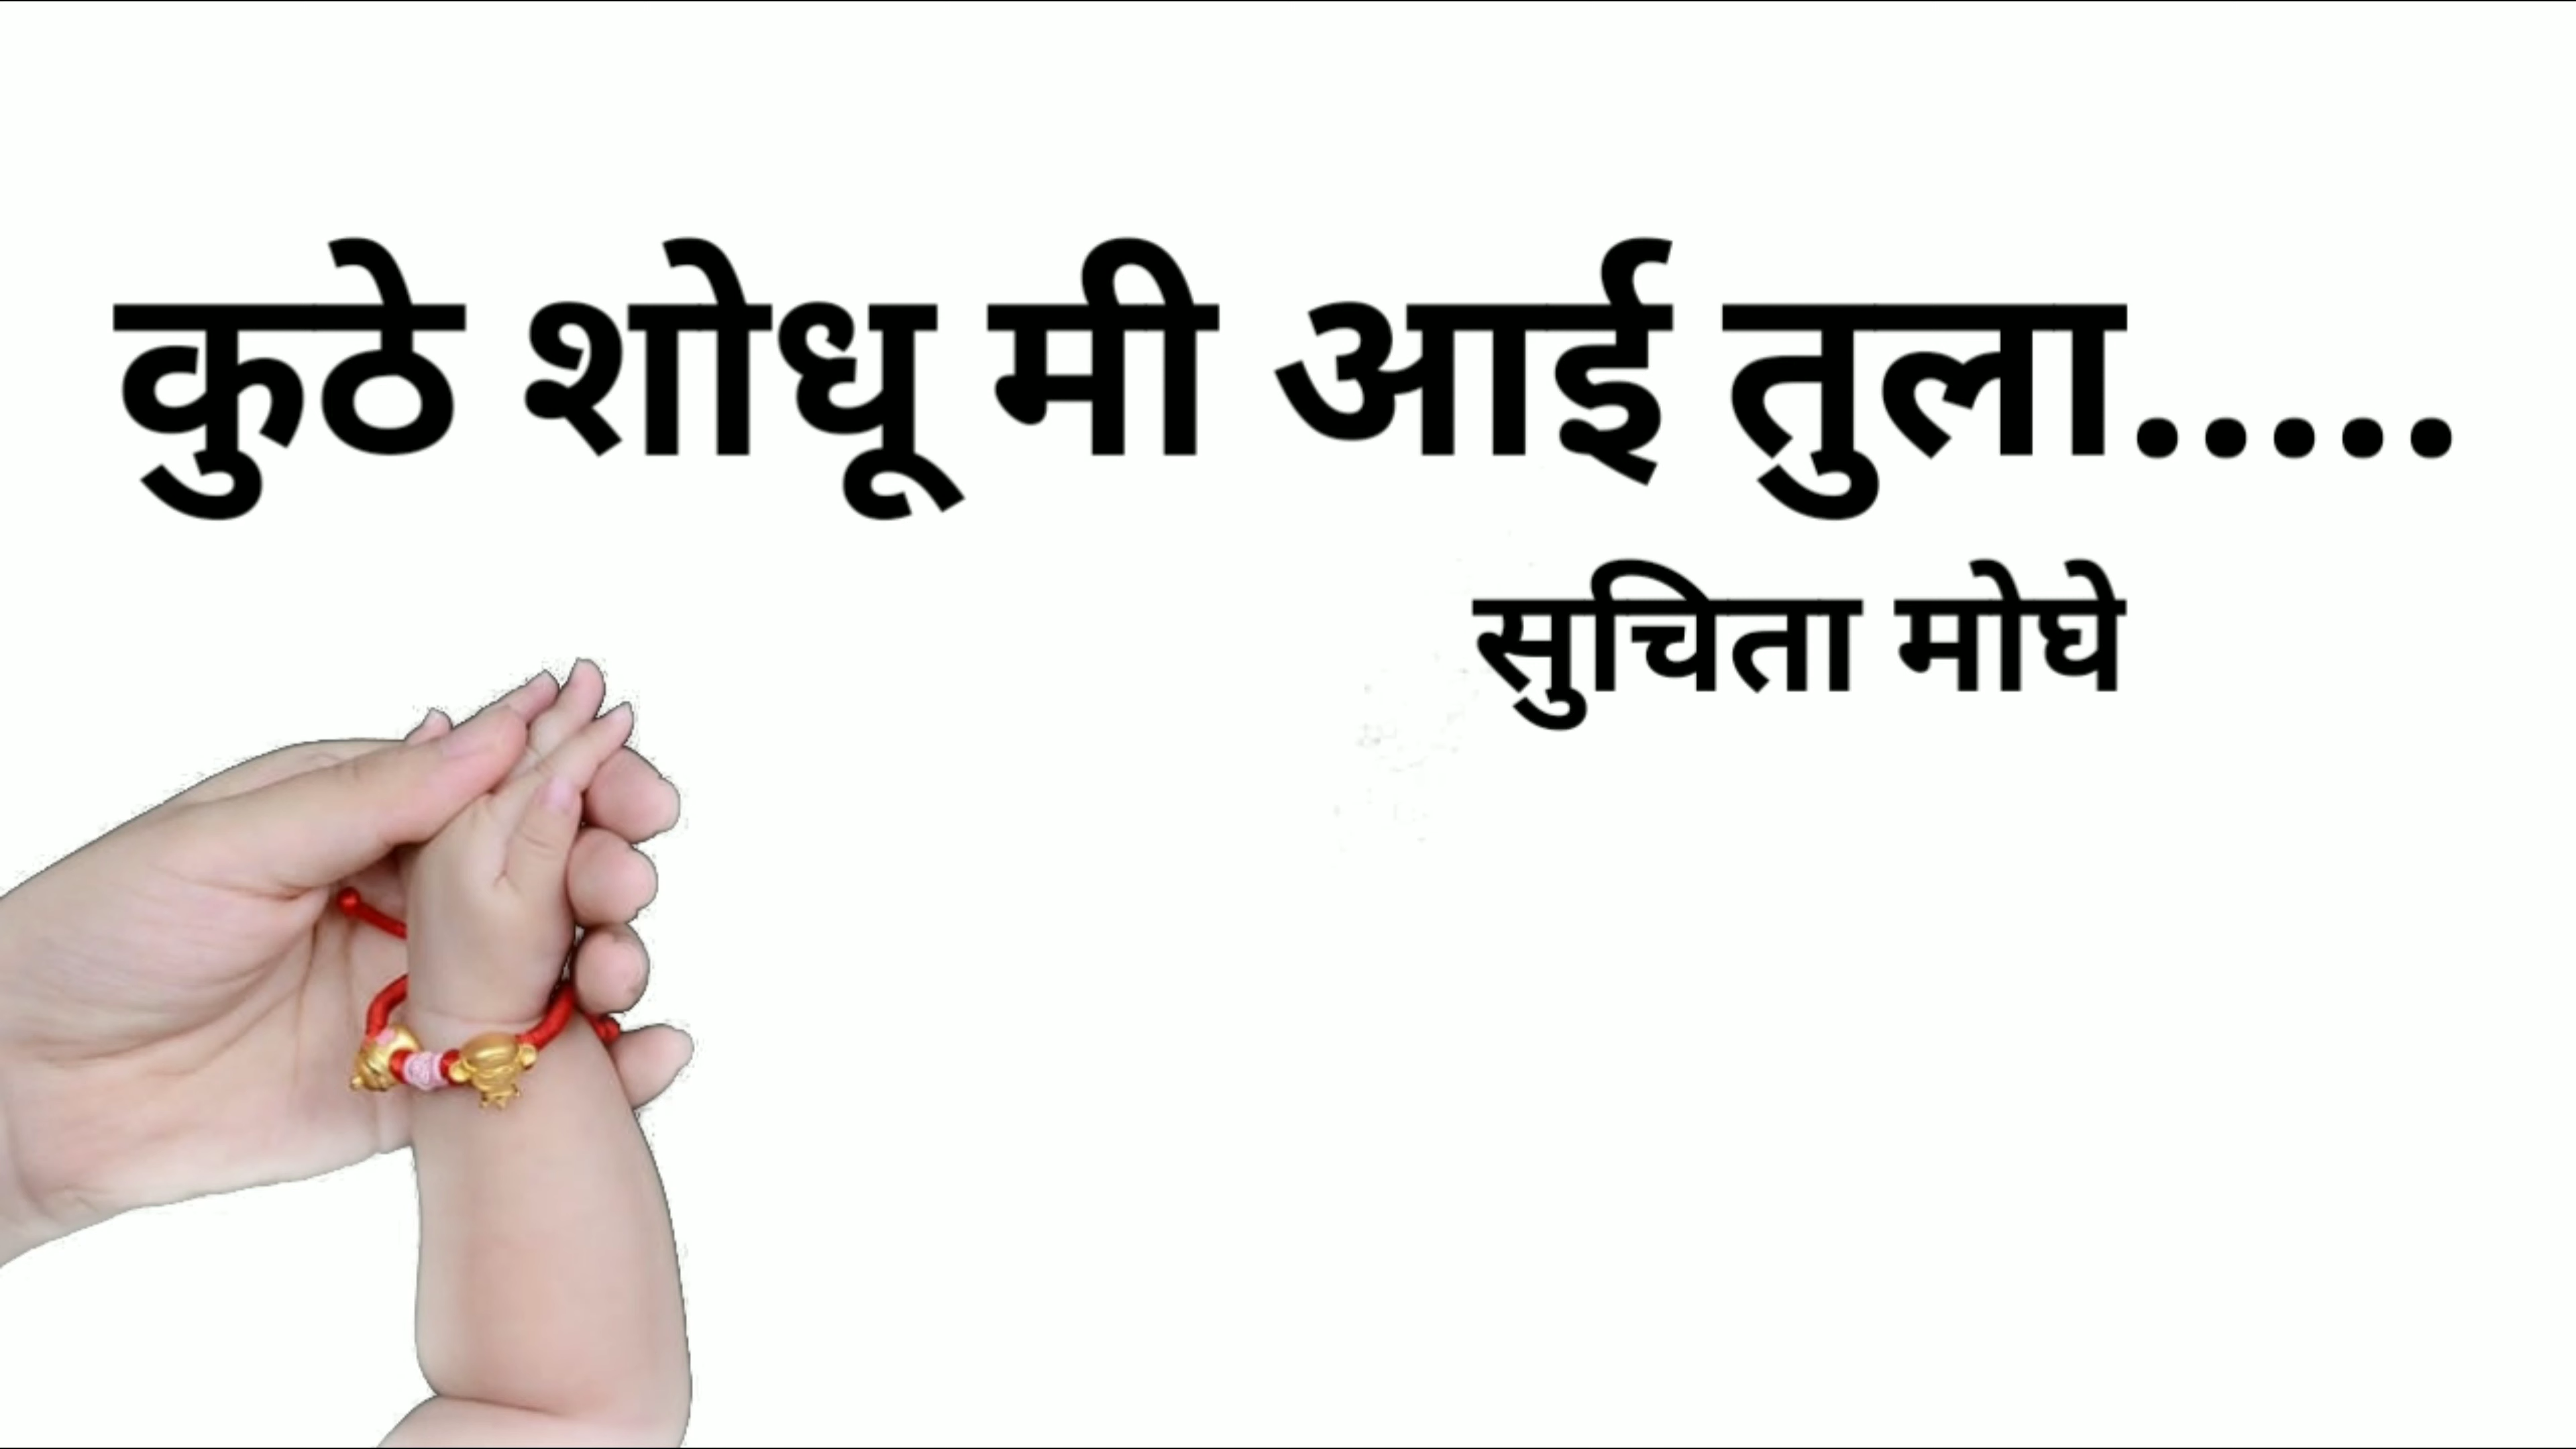 कुठे शोधू मी आई तुला.....
सुचिता मोघे